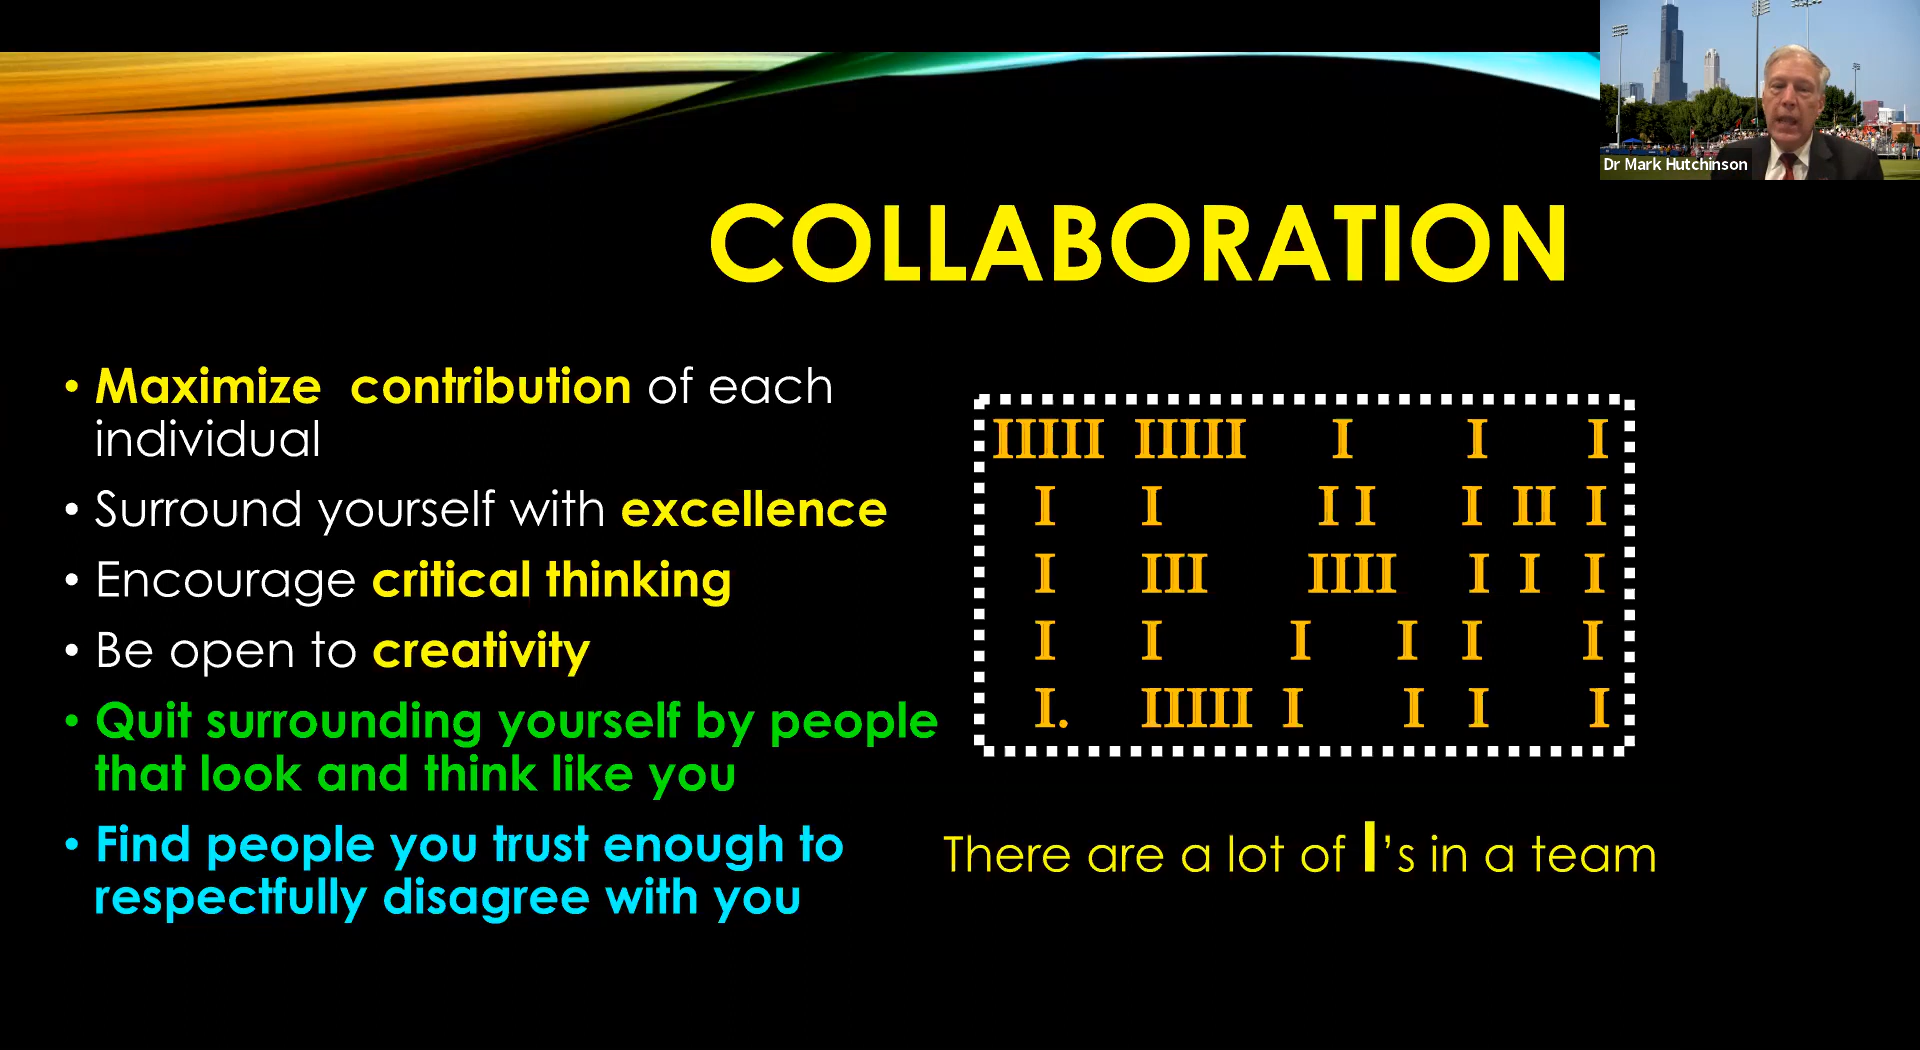 Dr Mark Hutchinson
COLLABORATION
• Maximize contribution of each
individual
• Surround yourself with excellence
• Encourage critical thinking
• Be open to creativity
• Quit surrounding yourself by people
that look and think like you
• Find people you trust enough to
respectfully disagree with you
IIIII IIIII I I I
I I I I I II I
I III IIII I I I
I I I I I I
I. IIIII I I I I
There are a lot of I's in a team